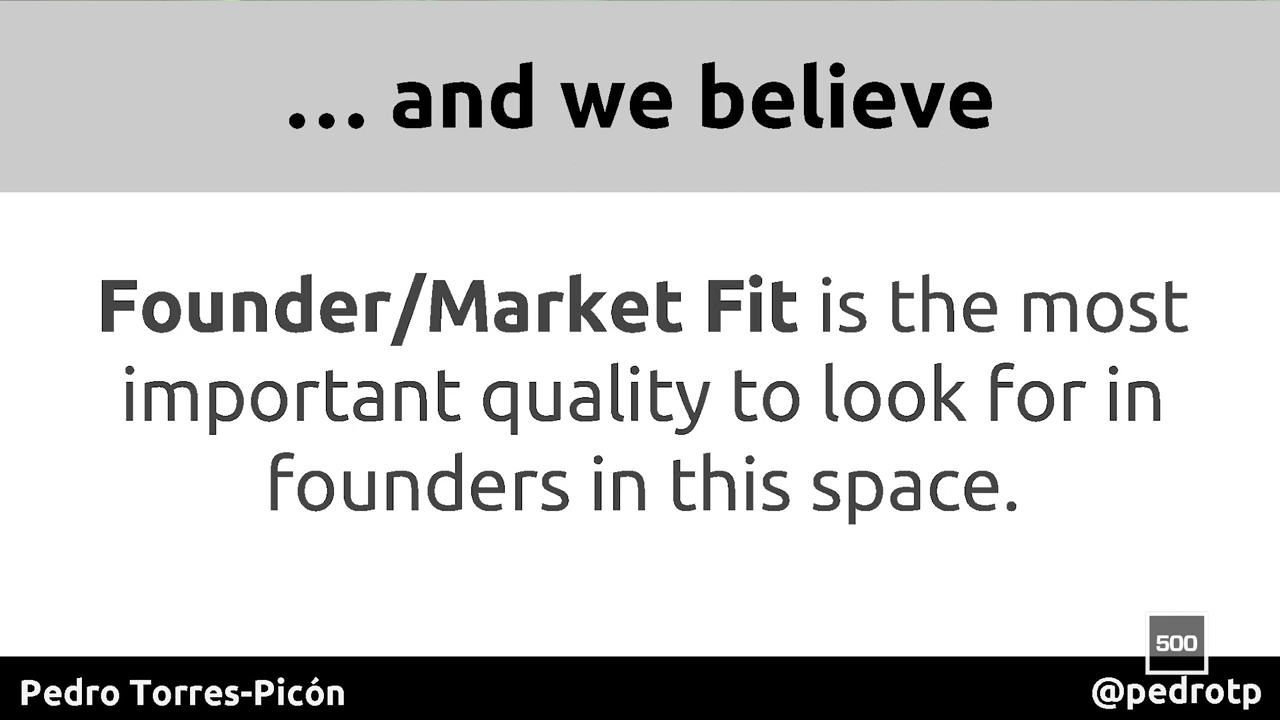 ... and we believe
Founder/Market Fit is the most
important quality to look for in
founders in this space.
500
Pedro Torres-Picón
@pedrotp